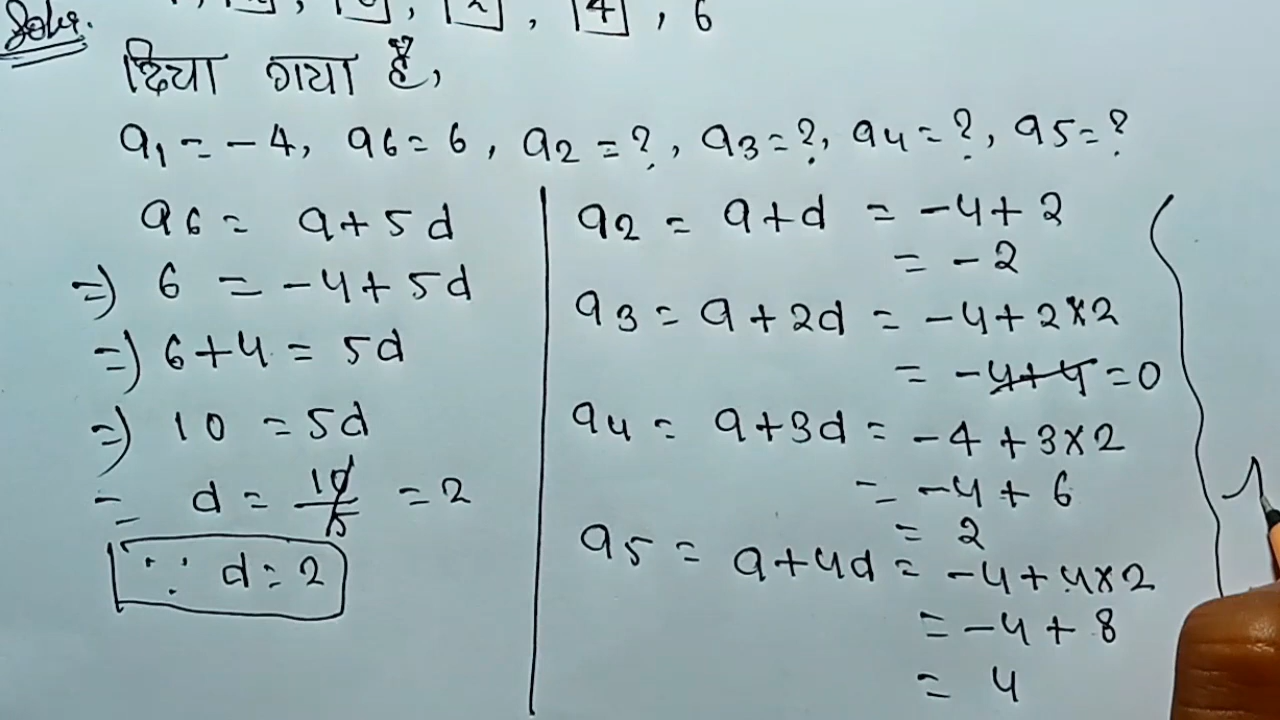 Soln.
, , , 4 , 6
दिया गया है,
a1 = -4, a6 = 6, a2 = ?, a3 = ?, a4 = ?, a5 = ?
a6 = a + 5d
=) 6 = -4 + 5d
=) 6 + 4 = 5d
=) 10 = 5d
= d = 10/5 = 2
∵ d = 2
a2 = a + d = -4 + 2
= -2
a3 = a + 2d = -4 + 2×2
= -4+4 = 0
a4 = a + 3d = -4 + 3×2
= -4 + 6
= 2
a5 = a + 4d = -4 + 4×2
= -4 + 8
= 4